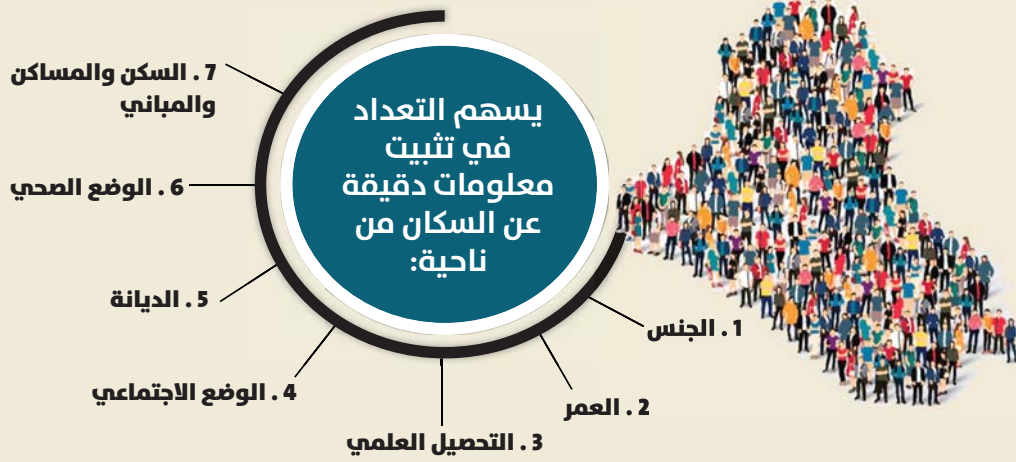 يسهم التعداد
في تثبيت
معلومات دقيقة
عن السكان من
ناحية:
1 . الجنس
2 . العمر
3 . التحصيل العلمي
4 . الوضع الاجتماعي
5 . الديانة
6 . الوضع الصحي
7 . السكن والمساكن
والمباني